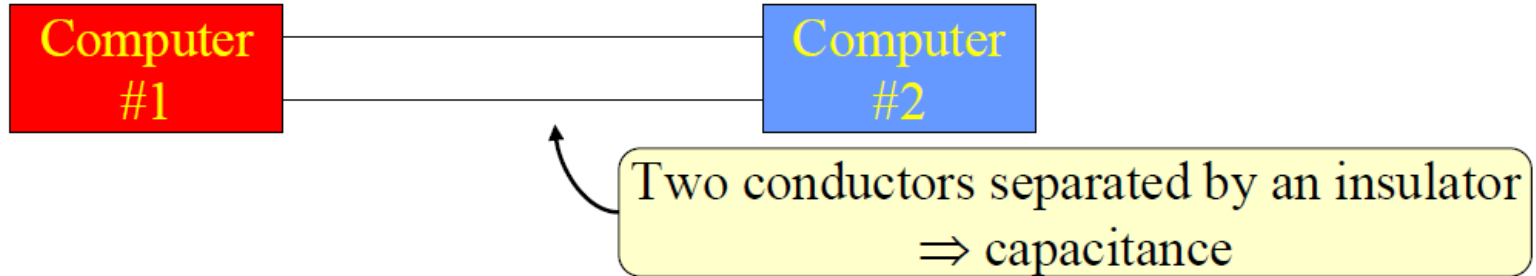 Computer
#1
Computer
#2
Two conductors separated by an insulator
⇒ capacitance